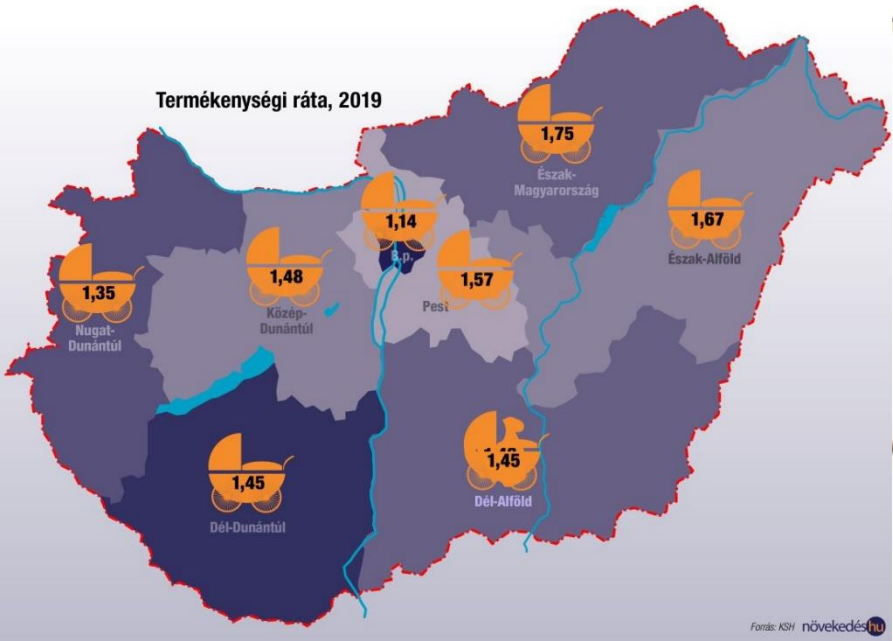 Termékenységi ráta, 2019
1,75
Észak-
Magyarország
1,67
Észak-Alföld
1,14
B.p.
1,48
Közép-
Dunántúl
1,57
Pest
1,35
Nugat-
Dunántúl
1,45
Dél-Dunántúl
1,45
Dél-Alföld
Forrás: KSH növekedés.hu